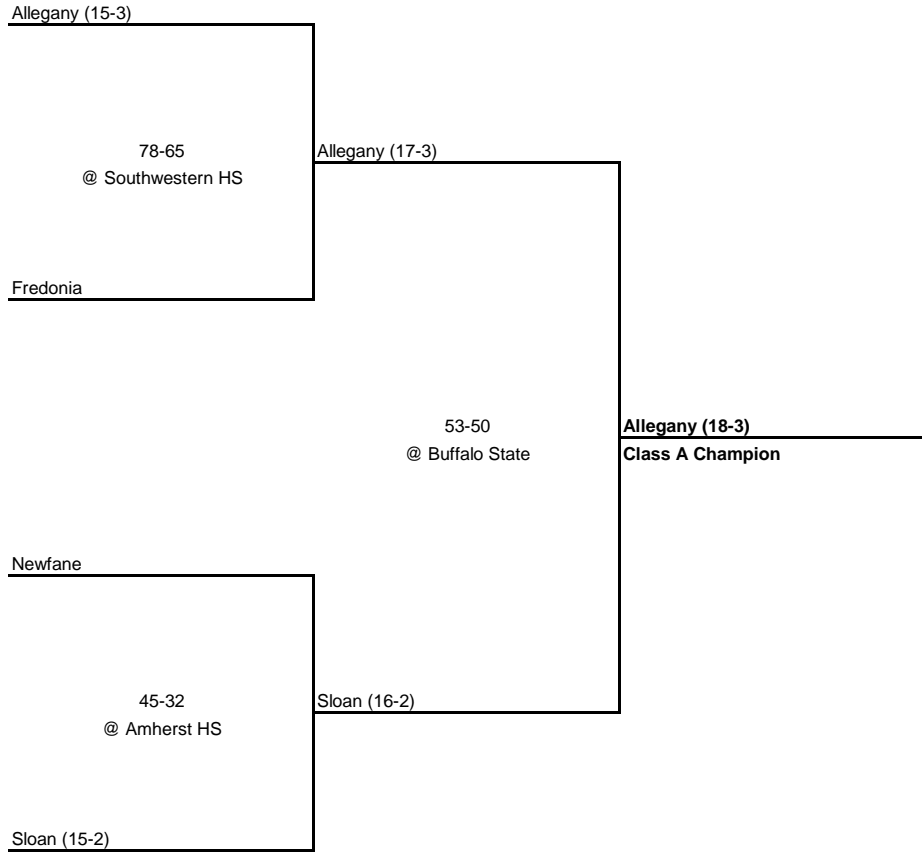 Allegany (15-3)
78-65
@ Southwestern HS
Allegany (17-3)
Fredonia
53-50
@ Buffalo State
Allegany (18-3)
Class A Champion
Newfane
45-32
@ Amherst HS
Sloan (16-2)
Sloan (15-2)